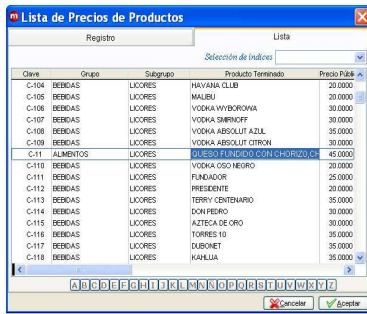 Lista de Precios de Productos
Registro Lista
Selección de índices
Clave Grupo Subgrupo Producto Terminado Precio Públi
C-104 BEBIDAS LICORES HAVANA CLUB 20.0000
C-105 BEBIDAS LICORES MALIBU 20.0000
C-106 BEBIDAS LICORES VODKA WYBOROWA 30.0000
C-107 BEBIDAS LICORES VODKA SMIRNOFF 30.0000
C-108 BEBIDAS LICORES VODKA ABSOLUT AZUL 35.0000
C-109 BEBIDAS LICORES VODKA ABSOLUT CITRON 30.0000
C-11 ALIMENTOS LICORES QUESO FUNDIDO CON CHORIZO,CH 45.0000
C-110 BEBIDAS LICORES VODKA OSO NEGRO 20.0000
C-111 BEBIDAS LICORES FUNDADOR 25.0000
C-112 BEBIDAS LICORES PRESIDENTE 20.0000
C-113 BEBIDAS LICORES TERRY CENTENARIO 35.0000
C-114 BEBIDAS LICORES DON PEDRO 30.0000
C-115 BEBIDAS LICORES AZTECA DE ORO 30.0000
C-116 BEBIDAS LICORES TORRES 10 35.0000
C-117 BEBIDAS LICORES DUBONET 35.0000
C-118 BEBIDAS LICORES KAHLUA 35.0000
A B C D E F G H I J K L M N Ñ O P Q R S T U V W X Y Z
Cancelar Aceptar